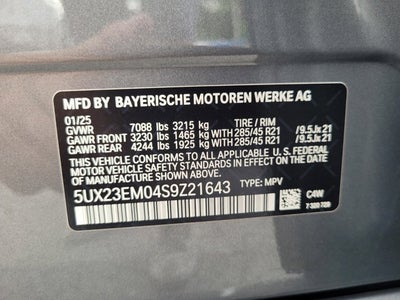 MFD BY BAYERISCHE MOTOREN WERKE AG
01/25
GVWR 7088 lbs 3215 kg TIRE / RIM
GAWR FRONT 3230 lbs 1465 kg WITH 285/45 R21 /9.5Jx21
GAWR REAR 4244 lbs 1925 kg WITH 285/45 R21 /9.5Jx21
THIS VEHICLE CONFORMS TO ALL APPLICABLE U.S. FEDERAL
MOTOR VEHICLE SAFETY STANDARDS IN EFFECT ON THE DATE OF
MANUFACTURE SHOWN ABOVE.
5UX23EM04S9Z21643 TYPE: MPV
C4W